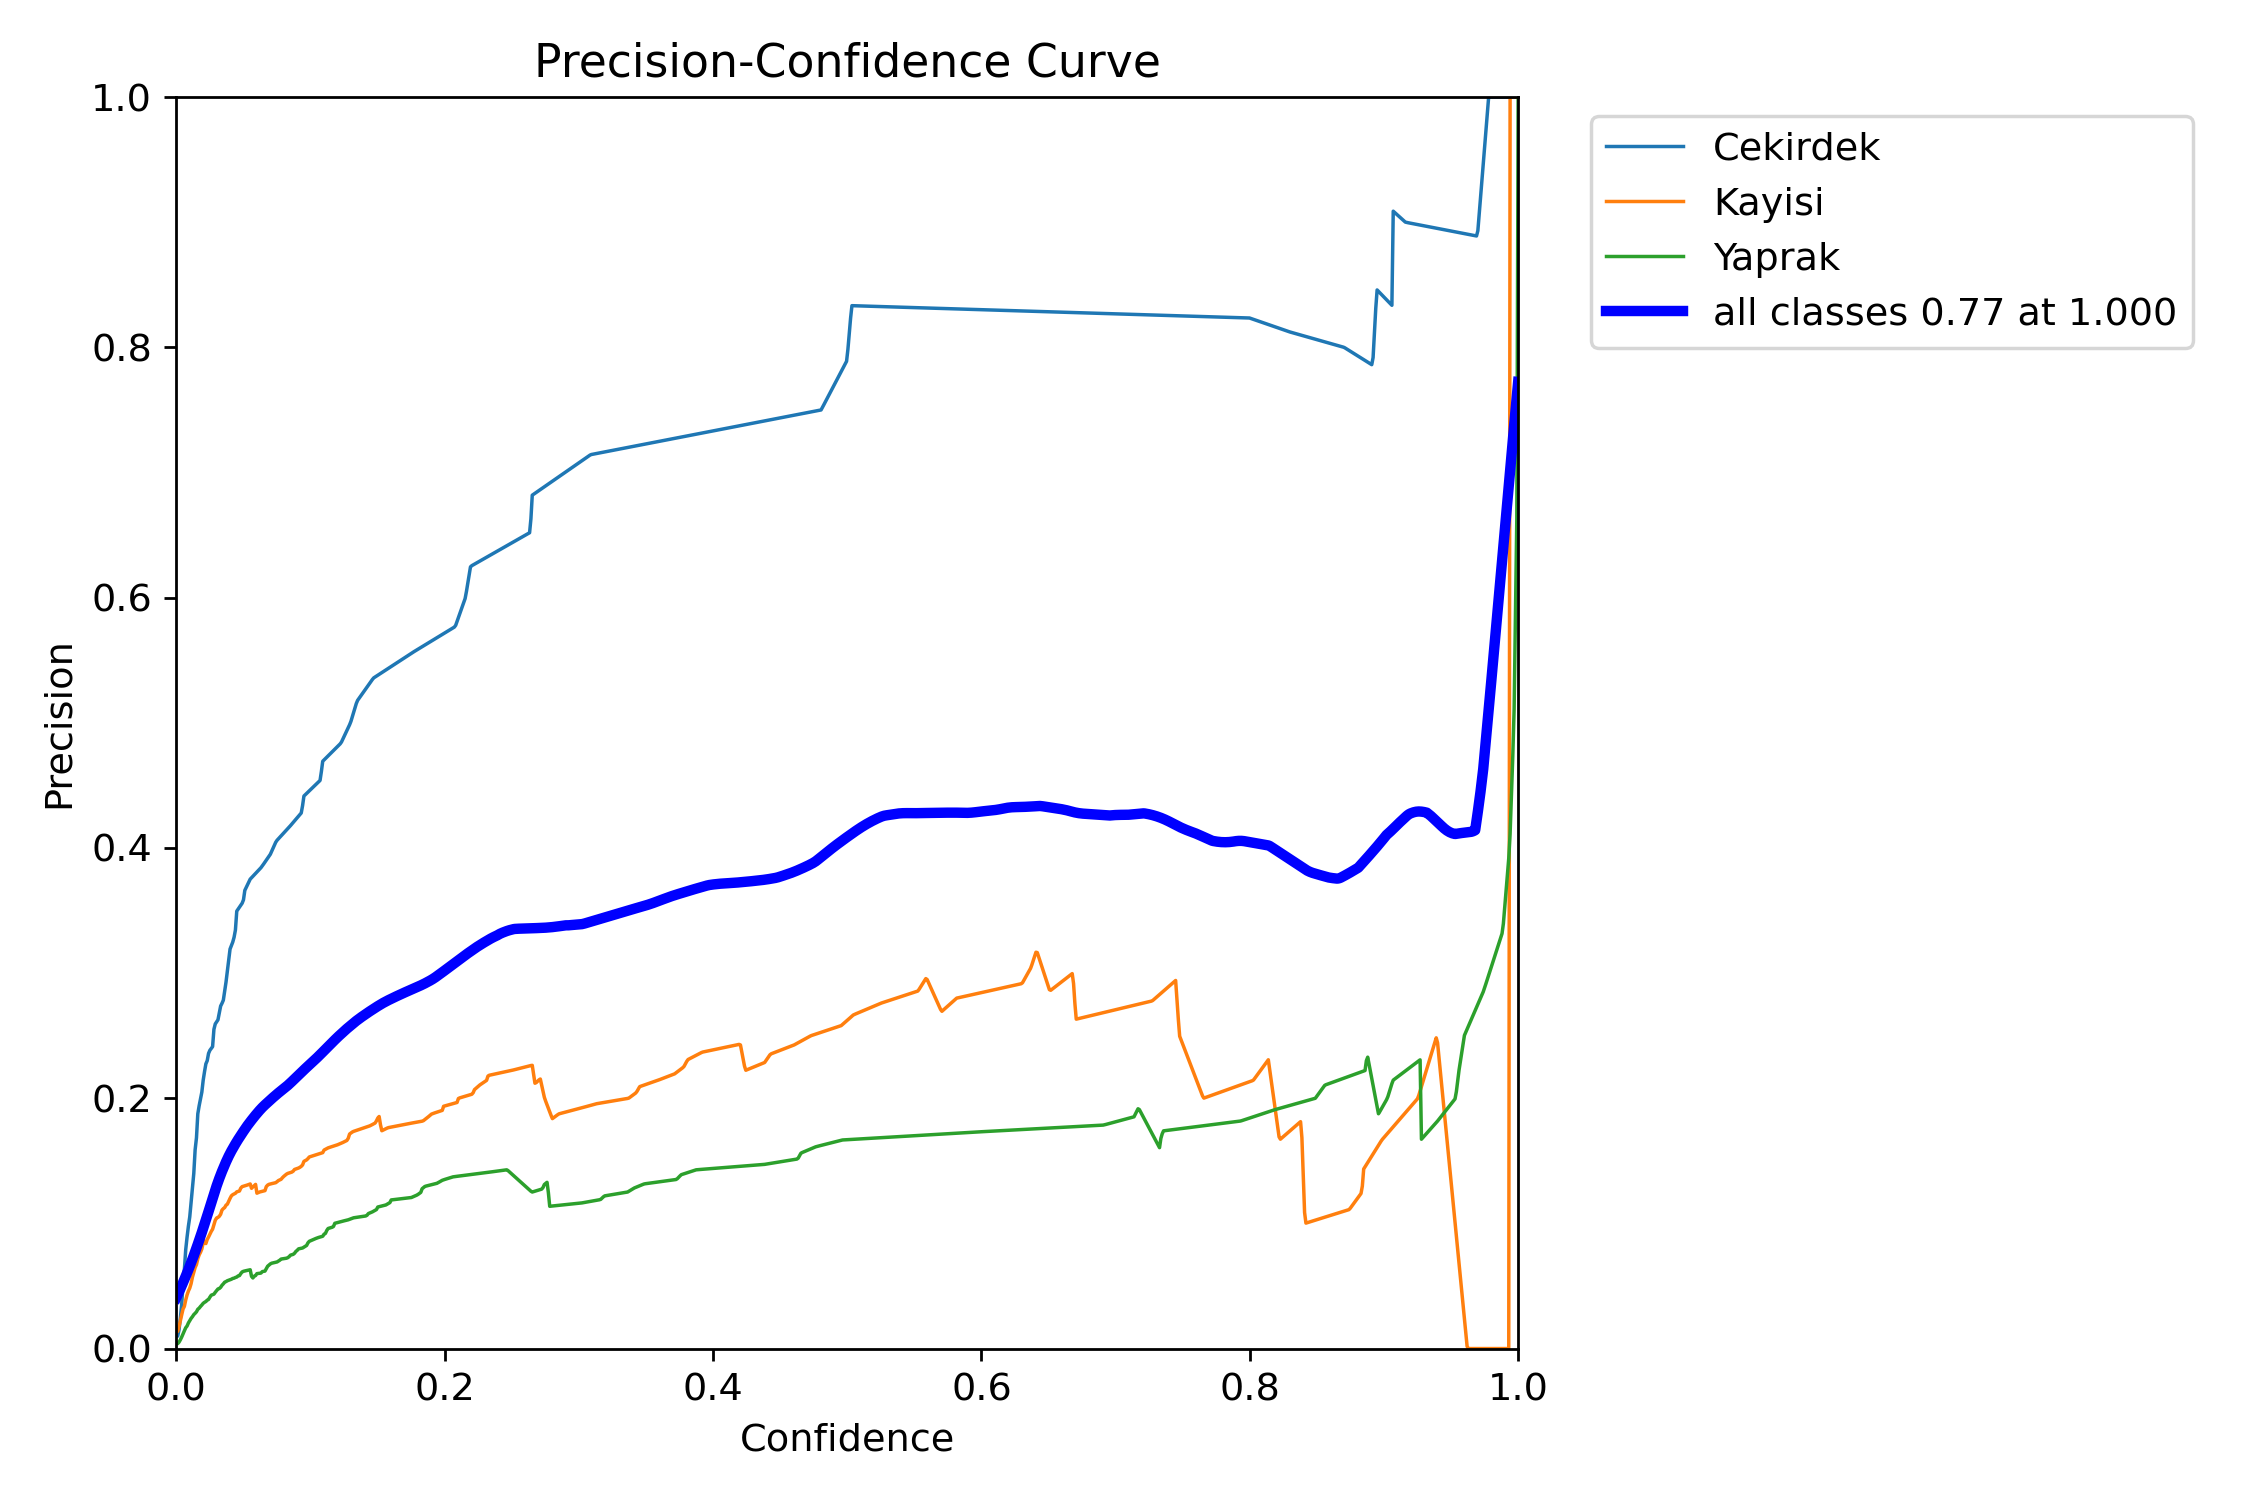 Precision-Confidence Curve
1.0
0.8
0.6
0.4
0.2
0.0
Precision
0.0 0.2 0.4 0.6 0.8 1.0
Confidence
Cekirdek
Kayisi
Yaprak
all classes 0.77 at 1.000